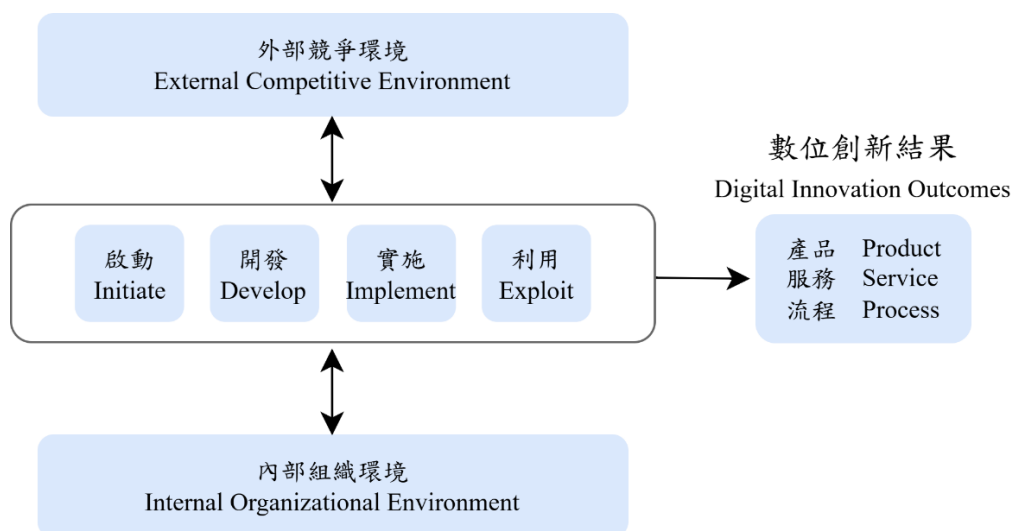 外部競爭環境
External Competitive Environment
數位創新結果
Digital Innovation Outcomes
啟動
Initiate
開發
Develop
實施
Implement
利用
Exploit
產品 Product
服務 Service
流程 Process
內部組織環境
Internal Organizational Environment